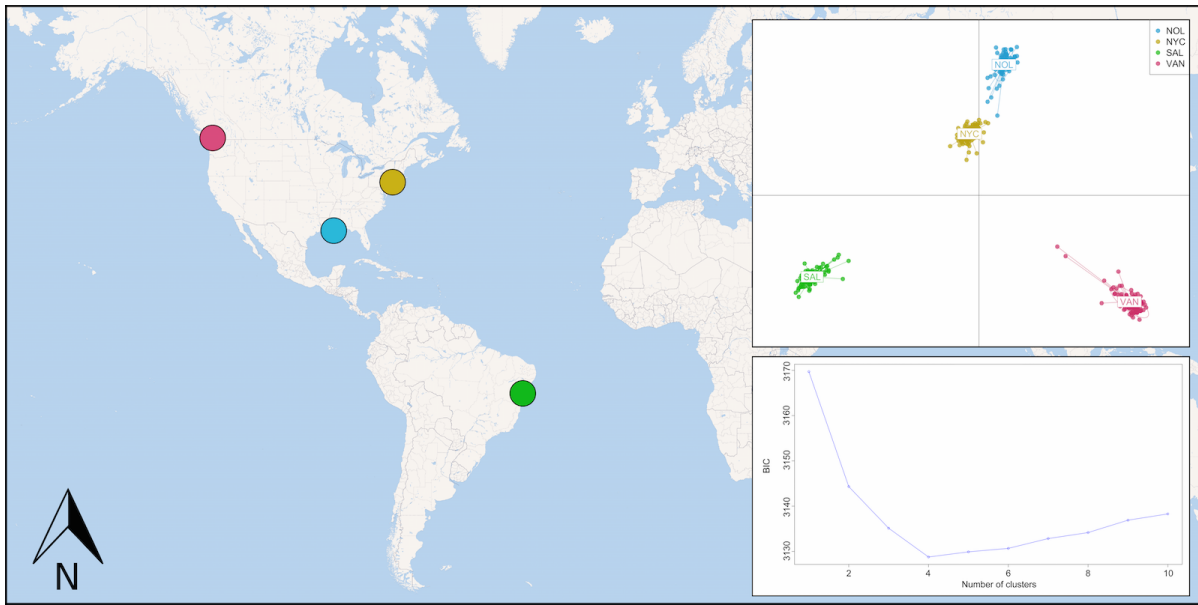 NOL
NYC
SAL
VAN
NOL
NYC
SAL
VAN
3170
3160
3150
3140
3130
BIC
2 4 6 8 10
Number of clusters
N